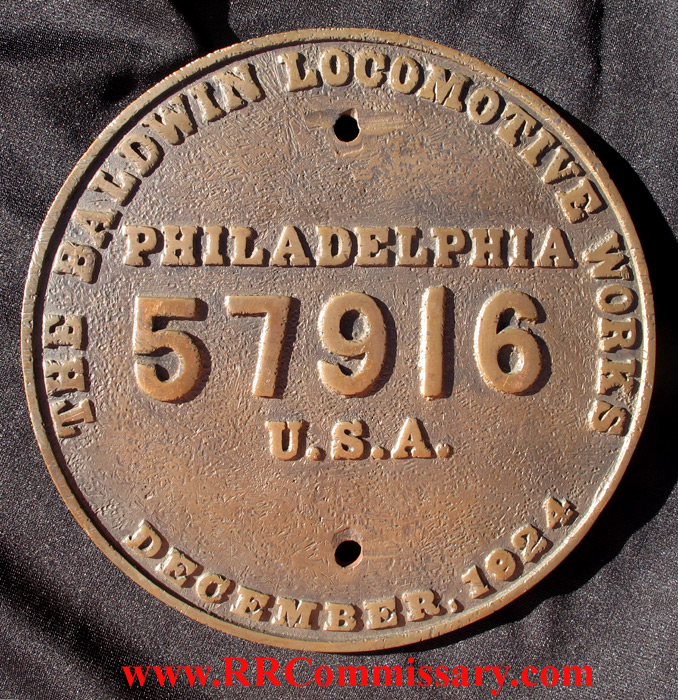 THE BALDWIN LOCOMOTIVE WORKS
PHILADELPHIA
57916
U.S.A.
DECEMBER, 1924
www.RRCommissary.com